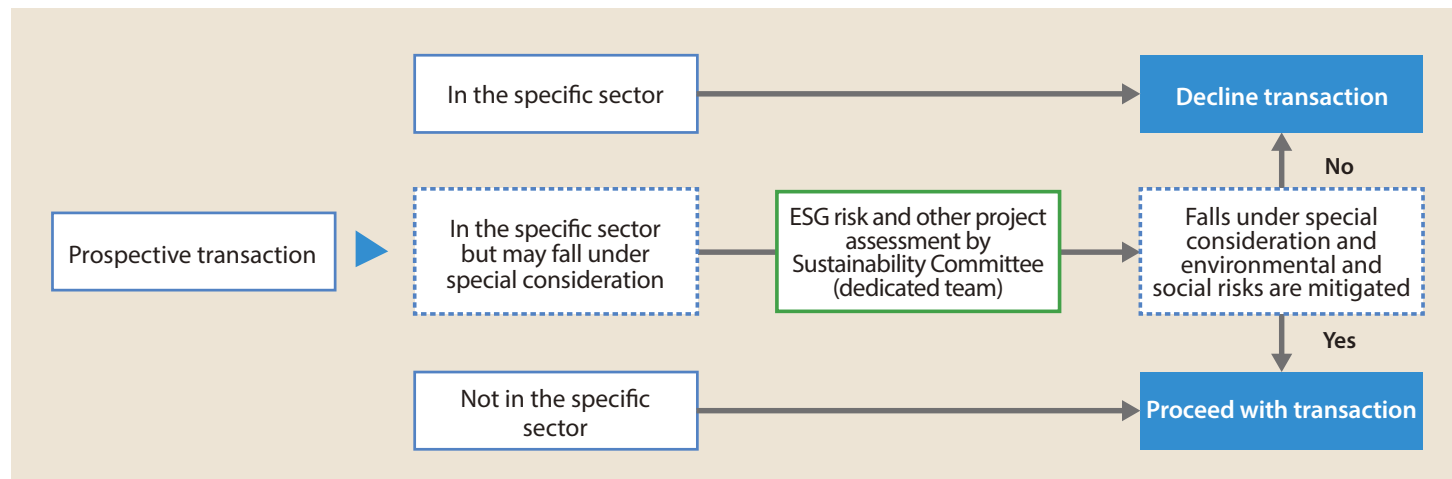 Prospective transaction
In the specific sector
In the specific sector
but may fall under
special consideration
Not in the specific
sector
ESG risk and other project
assessment by
Sustainability Committee
(dedicated team)
Decline transaction
No
Falls under special
consideration and
environmental and
social risks are mitigated
Yes
Proceed with transaction